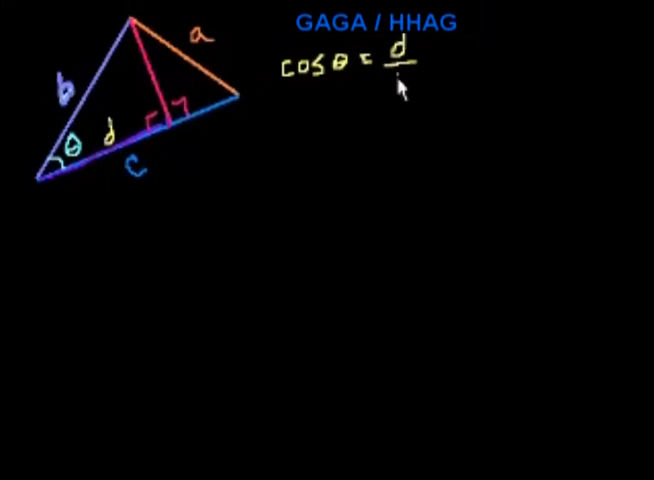 GAGA / HHAG
cos θ = d
a
b
θ
d
c